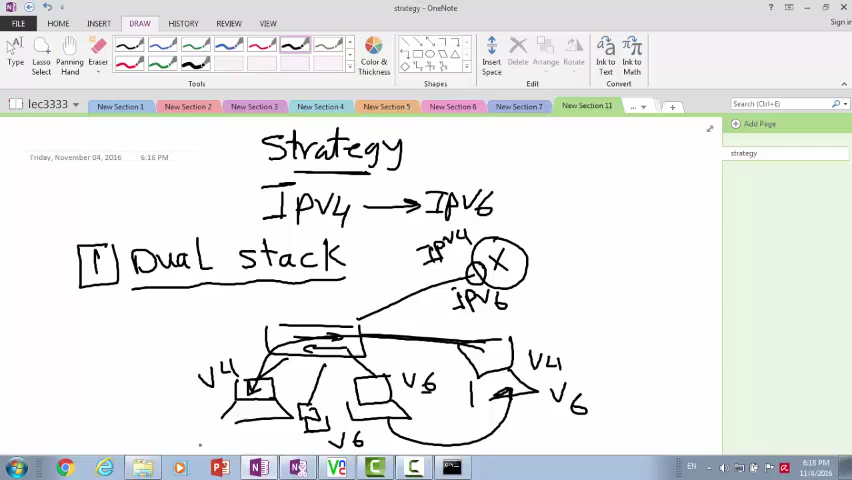 strategy - OneNote
FILE HOME INSERT DRAW HISTORY REVIEW VIEW Sign in
Type Lasso Select Panning Hand Eraser Color & Thickness Insert Space Delete Arrange Rotate Ink to Text Ink to Math
Tools Shapes Edit Convert
lec3333 New Section 1 New Section 2 New Section 3 New Section 4 New Section 5 New Section 6 New Section 7 New Section 11 ... Search (Ctrl+E)
Add Page
strategy
Friday, November 04, 2016 6:16 PM
Strategy
IPV4 → IPV6
1 Dual stack
IPV4 X
iPV6
V4 V6 V4
V6
V6
EN 6:18 PM
11/4/2016